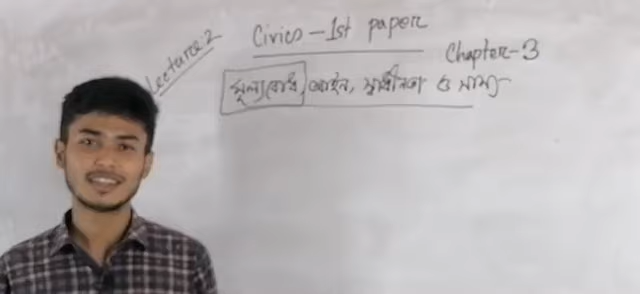 Lecture: 2
Civics - 1st paper
Chapter-3
মূল্যবোধ, আইন, স্বাধীনতা ও সাম্য-